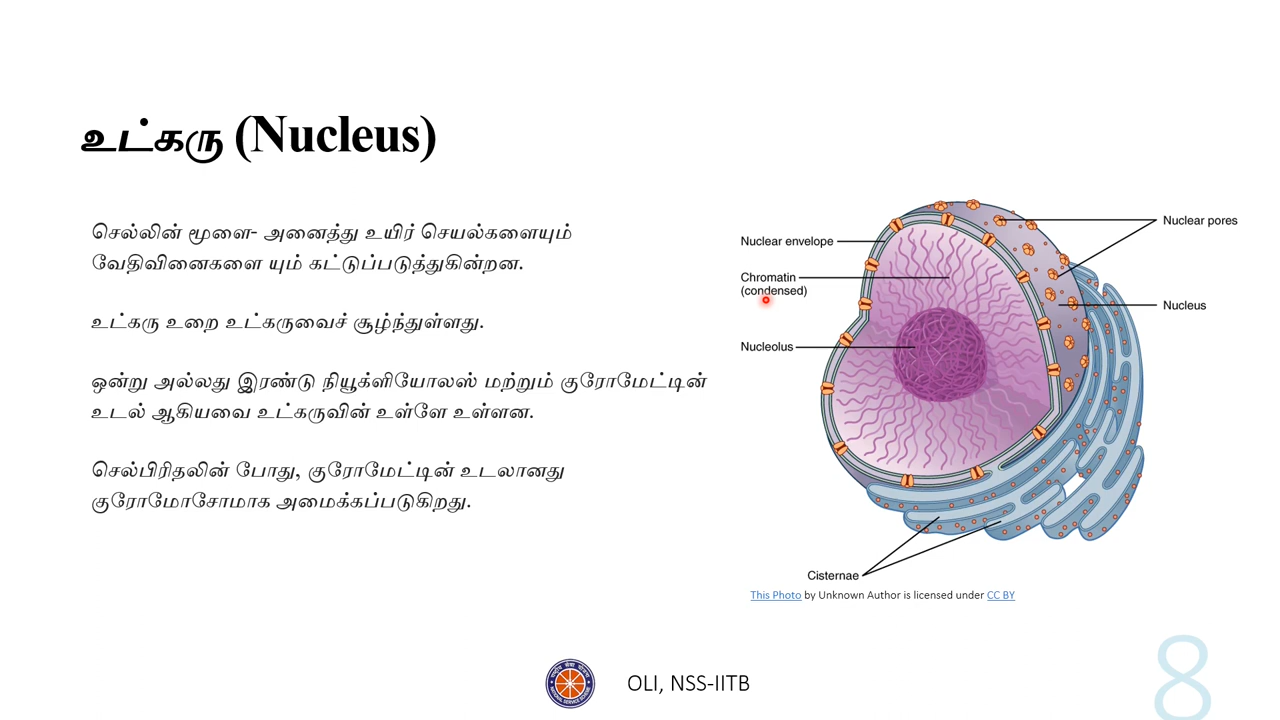 உட்கரு (Nucleus)
செல்லின் மூளை- அனைத்து உயிர் செயல்களையும்
வேதிவினைகளை யும் கட்டுப்படுத்துகின்றன.
உட்கரு உறை உட்கருவைச் சூழ்ந்துள்ளது.
ஒன்று அல்லது இரண்டு நியூக்ளியோலஸ் மற்றும் குரோமேட்டின்
உடல் ஆகியவை உட்கருவின் உள்ளே உள்ளன.
செல்பிரிதலின் போது, குரோமேட்டின் உடலானது
குரோமோசோமாக அமைக்கப்படுகிறது.
Nuclear pores
Nuclear envelope
Chromatin
(condensed)
Nucleus
Nucleolus
Cisternae
This Photo by Unknown Author is licensed under CC BY
OLI, NSS-IITB
8